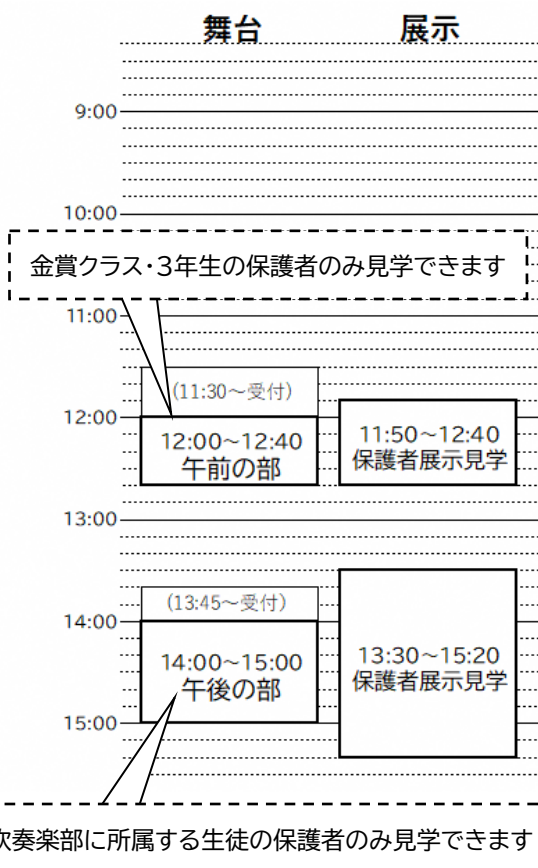 舞台 展示
9:00
10:00
金賞クラス・3年生の保護者のみ見学できます
11:00
(11:30～受付)
12:00
12:00～12:40
午前の部
11:50～12:40
保護者展示見学
13:00
(13:45～受付)
14:00
14:00～15:00
午後の部
13:30～15:20
保護者展示見学
15:00
奏楽部に所属する生徒の保護者のみ見学できます